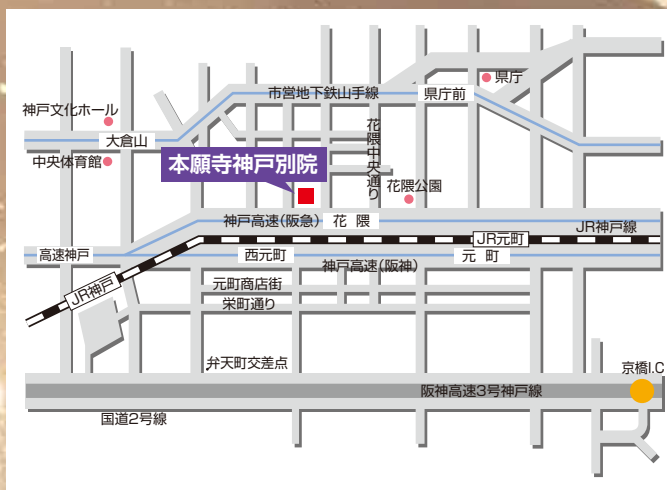 県庁
市営地下鉄山手線
県庁前
神戸文化ホール
大倉山
花隈中央通り
中央体育館
本願寺神戸別院
花隈公園
神戸高速(阪急)
花隈
JR神戸線
JR元町
高速神戸
西元町
元町
神戸高速(阪神)
JR神戸
元町商店街
栄町通り
弁天町交差点
京橋I.C
阪神高速3号神戸線
国道2号線